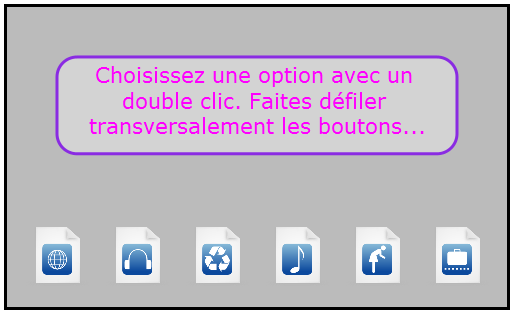 Choisissez une option avec un
double clic. Faites défiler
transversalement les boutons...